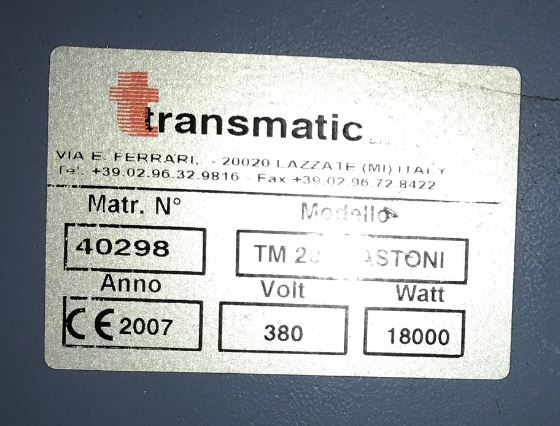 transmatic s.r.l.
VIA E. FERRARI, - 20020 LAZZATE (MI) ITALY
Tel. +39.02.96.32.9816 - Fax +39.02.96.72.8422
Matr. N° Modello
40298 TM 20 ASTONI
Anno Volt Watt
CE 2007 380 18000